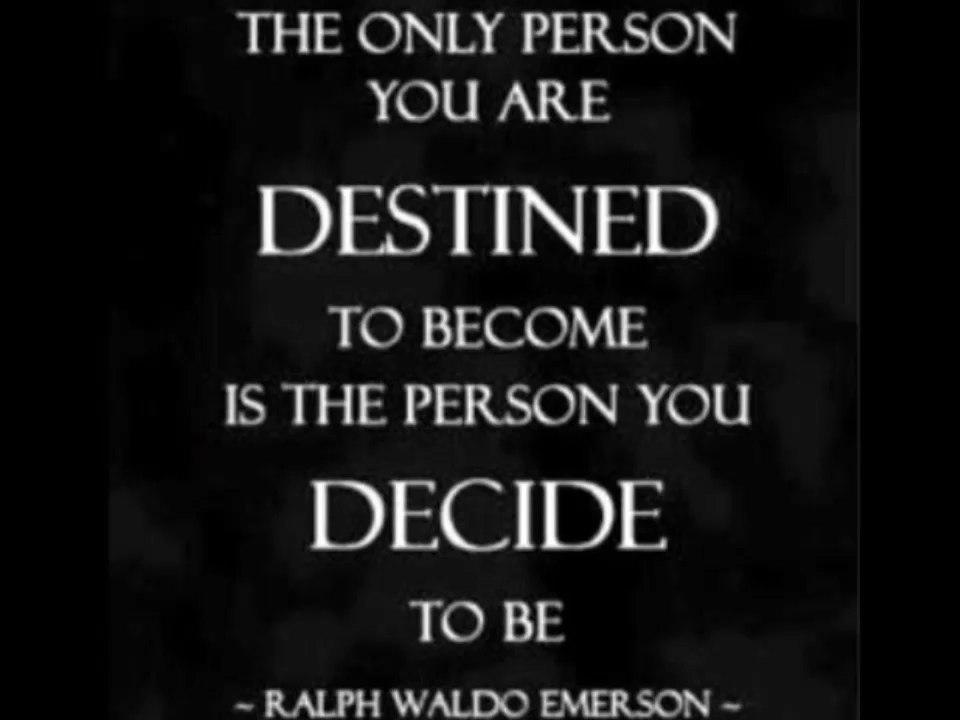 THE ONLY PERSON
YOU ARE
DESTINED
TO BECOME
IS THE PERSON YOU
DECIDE
TO BE
~ RALPH WALDO EMERSON ~